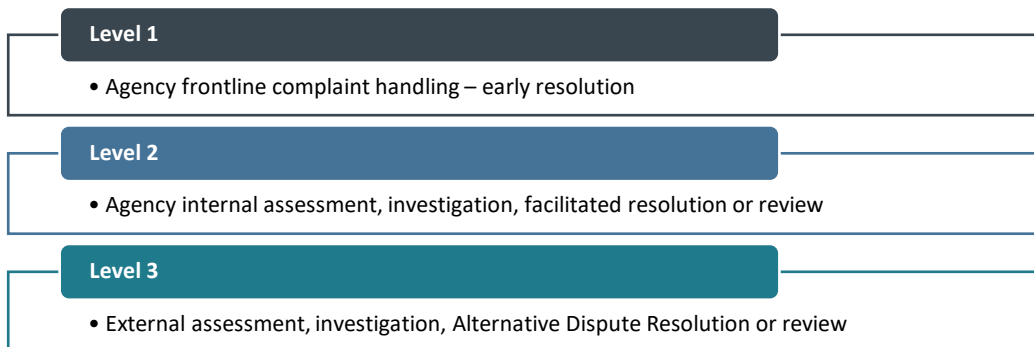 Level 1
• Agency frontline complaint handling – early resolution
Level 2
• Agency internal assessment, investigation, facilitated resolution or review
Level 3
• External assessment, investigation, Alternative Dispute Resolution or review